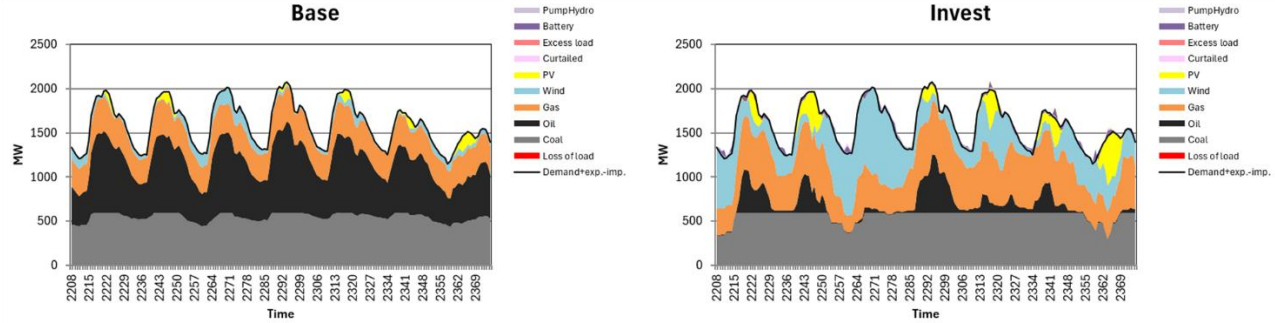 Base
2500
2000
1500
1000
500
0
MW
2208 2215 2222 2229 2236 2243 2250 2257 2264 2271 2278 2285 2292 2299 2306 2313 2320 2327 2334 2341 2348 2355 2362 2369
Time
PumpHydro
Battery
Excess load
Curtailed
PV
Wind
Gas
Oil
Coal
Loss of load
Demand+exp.-imp.
Invest
2500
2000
1500
1000
500
0
MW
2208 2215 2222 2229 2236 2243 2250 2257 2264 2271 2278 2285 2292 2299 2306 2313 2320 2327 2334 2341 2348 2355 2362 2369
Time
PumpHydro
Battery
Excess load
Curtailed
PV
Wind
Gas
Oil
Coal
Loss of load
Demand+exp.-imp.